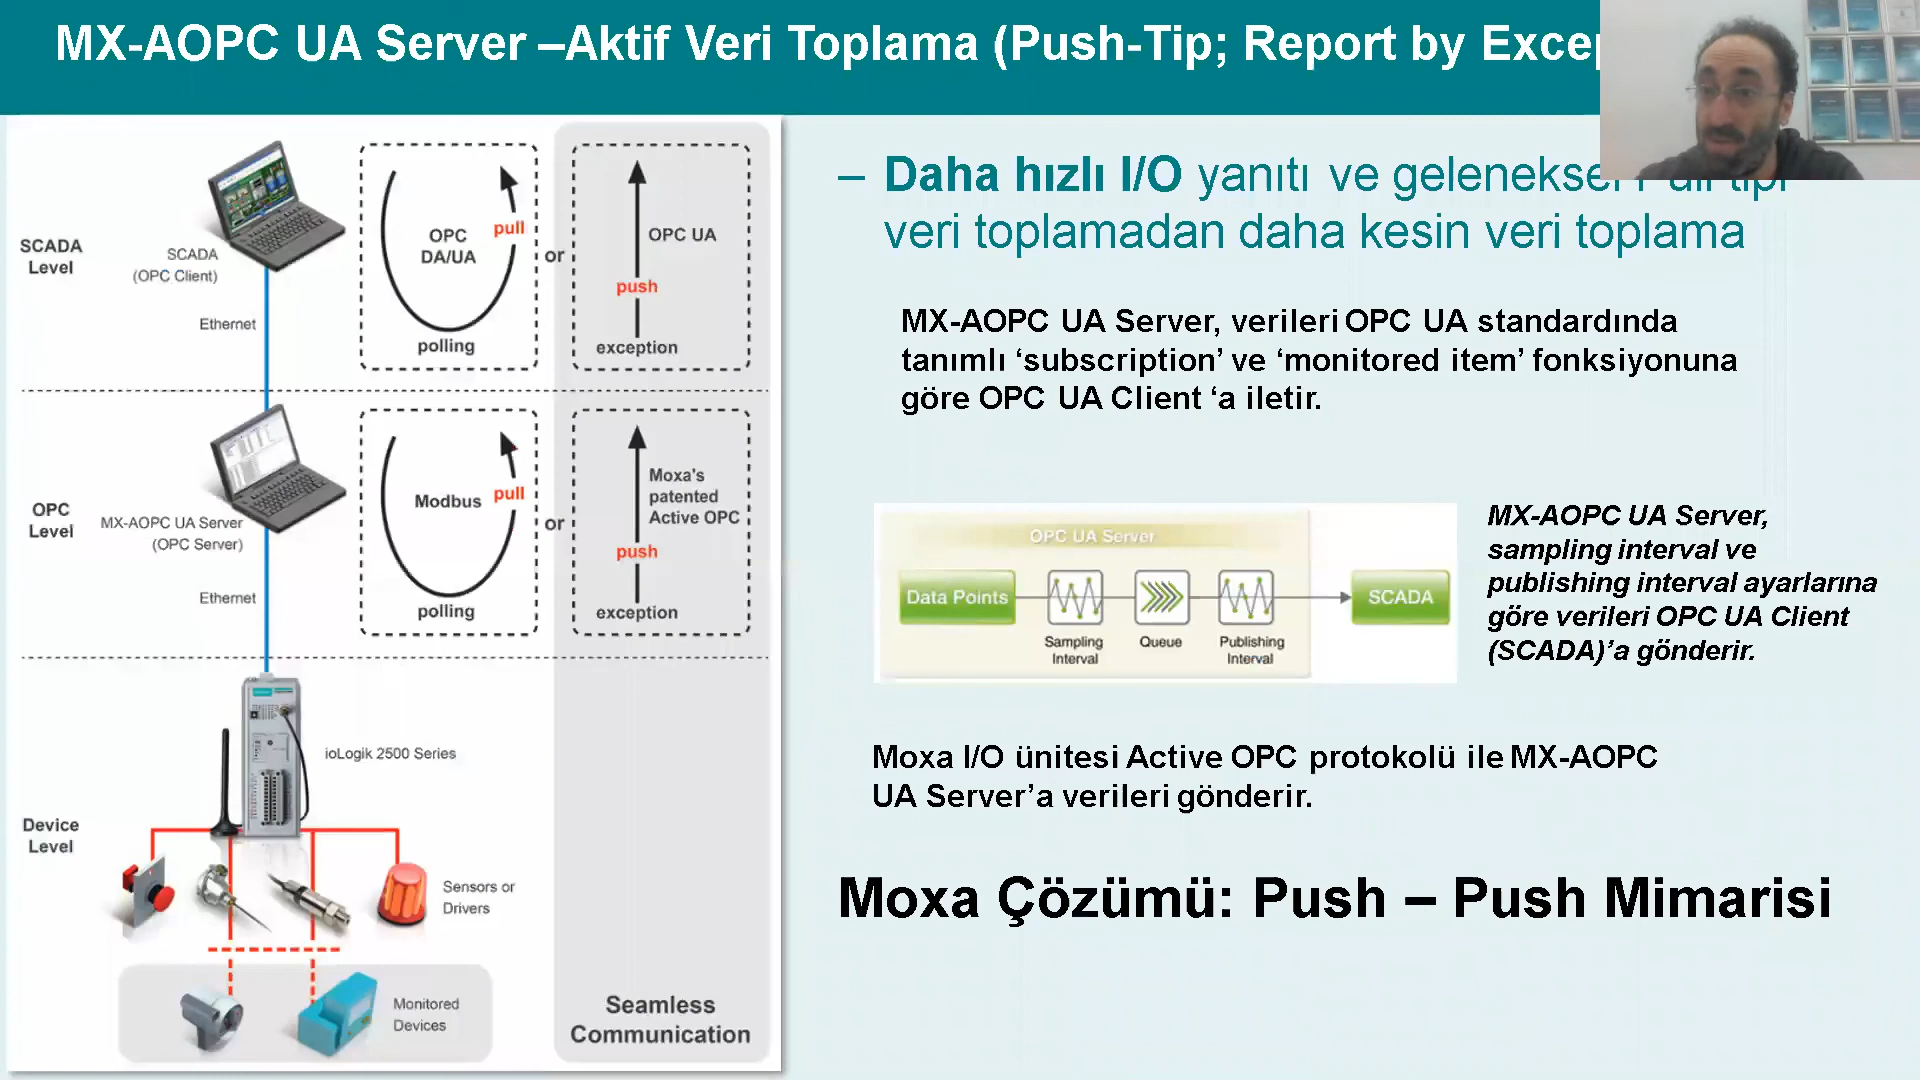 MX-AOPC UA Server –Aktif Veri Toplama (Push-Tip; Report by
SCADA
Level
SCADA
(OPC Client)
Ethernet
OPC
DA/UA
pull
polling
or
OPC UA
push
exception
OPC
Level
MX-AOPC UA Server
(OPC Server)
Ethernet
Modbus
pull
polling
or
Moxa's
patented
Active OPC
push
exception
ioLogik 2500 Series
Device
Level
Sensors or
Drivers
Monitored
Devices
Seamless
Communication
– Daha hızlı I/O yanıtı ve
veri toplamadan daha kesin veri toplama
MX-AOPC UA Server, verileri OPC UA standardında
tanımlı ‘subscription’ ve ‘monitored item’ fonksiyonuna
göre OPC UA Client ‘a iletir.
OPC UA Server
Data Points
Sampling
Interval
Queue
Publishing
Interval
SCADA
MX-AOPC UA Server,
sampling interval ve
publishing interval ayarlarına
göre verileri OPC UA Client
(SCADA)’a gönderir.
Moxa I/O ünitesi Active OPC protokolü ile MX-AOPC
UA Server’a verileri gönderir.
Moxa Çözümü: Push – Push Mimarisi